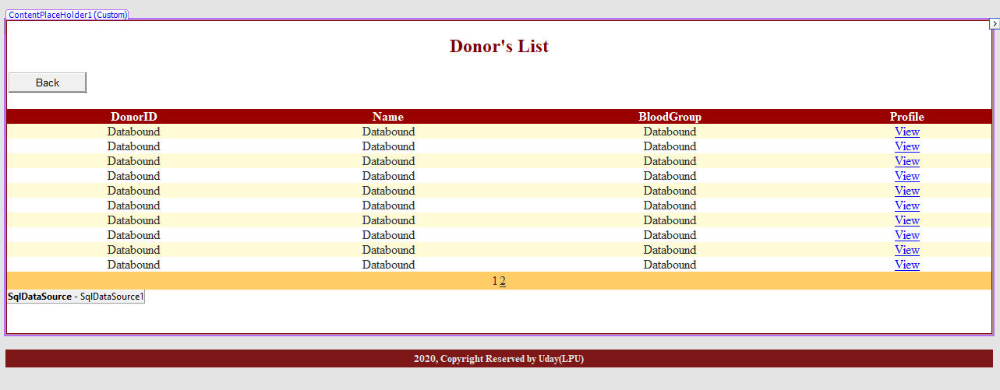 ContentPlaceHolder1 (Custom)
Donor's List
Back
DonorID Name BloodGroup Profile
Databound Databound Databound View
Databound Databound Databound View
Databound Databound Databound View
Databound Databound Databound View
Databound Databound Databound View
Databound Databound Databound View
Databound Databound Databound View
Databound Databound Databound View
Databound Databound Databound View
Databound Databound Databound View
1 2
SqlDataSource - SqlDataSource1
2020, Copyright Reserved by Uday(LPU)